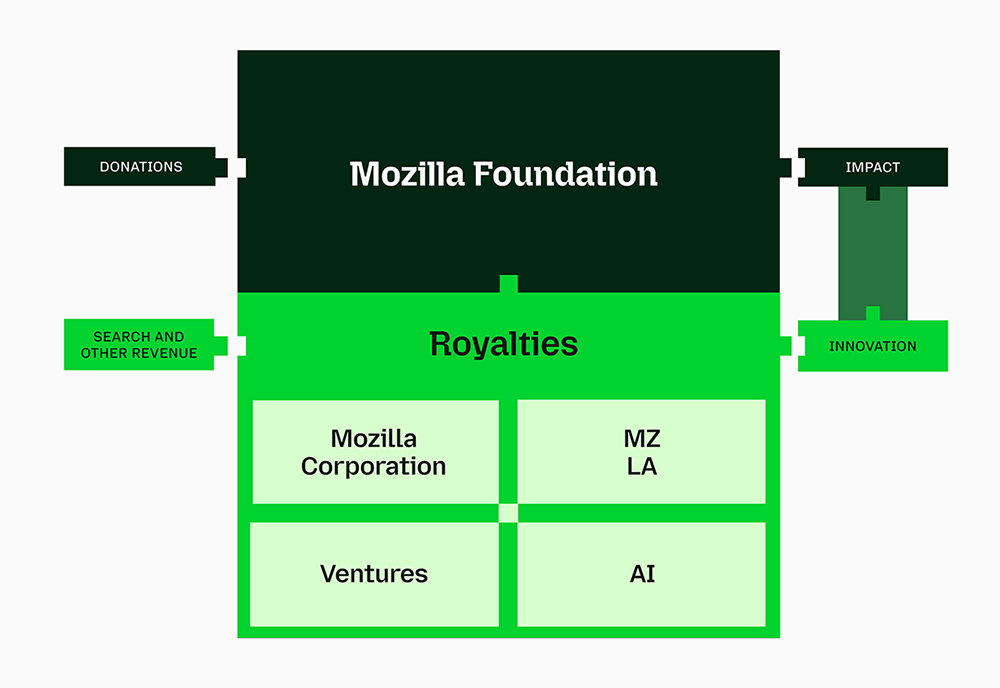 Mozilla Foundation
DONATIONS
IMPACT
SEARCH AND
OTHER REVENUE
Royalties
INNOVATION
Mozilla
Corporation
MZ
LA
Ventures
AI